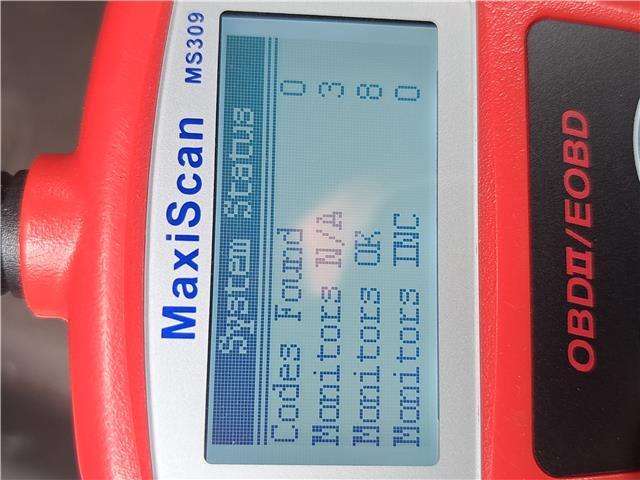 MaxiScan MS309
System Status
Codes Found 0
Monitors N/A 3
Monitors OK 8
Monitors INC 0
OBDII/EOBD